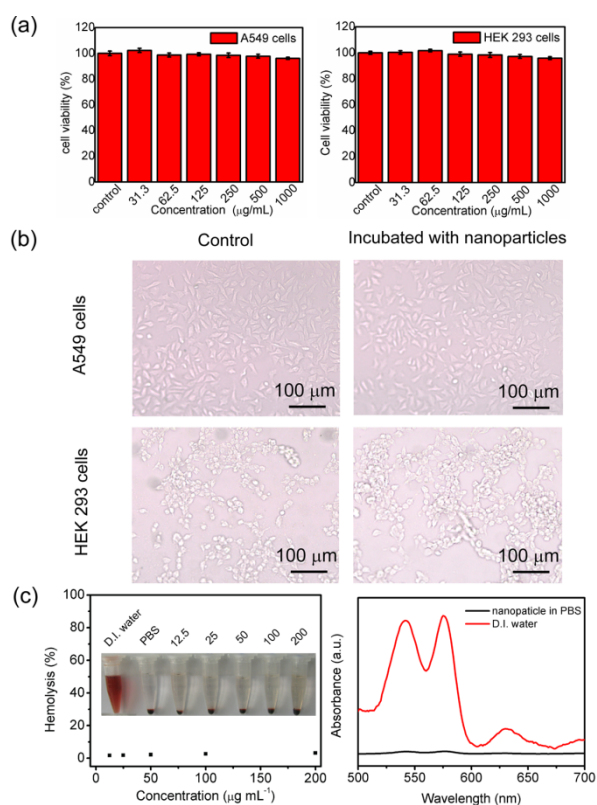 (a)
120
100
80
60
40
20
0
cell viability (%)
A549 cells
control
31.3
62.5
125
250
500
1000
Concentration (μg/mL)
120
100
80
60
40
20
0
Cell viability (%)
HEK 293 cells
control
31.3
62.5
125
250
500
1000
Concentration (μg/mL)
(b)
Control
Incubated with nanoparticles
A549 cells
100 μm
100 μm
HEK 293 cells
100 μm
100 μm
(c)
100
80
60
40
20
0
Hemolysis (%)
D.I. water
PBS
12.5
25
50
100
200
0 50 100 150 200
Concentration (μg mL⁻¹)
Absorbance (a.u.)
nanopaticle in PBS
D.I. water
500 550 600 650 700
Wavelength (nm)